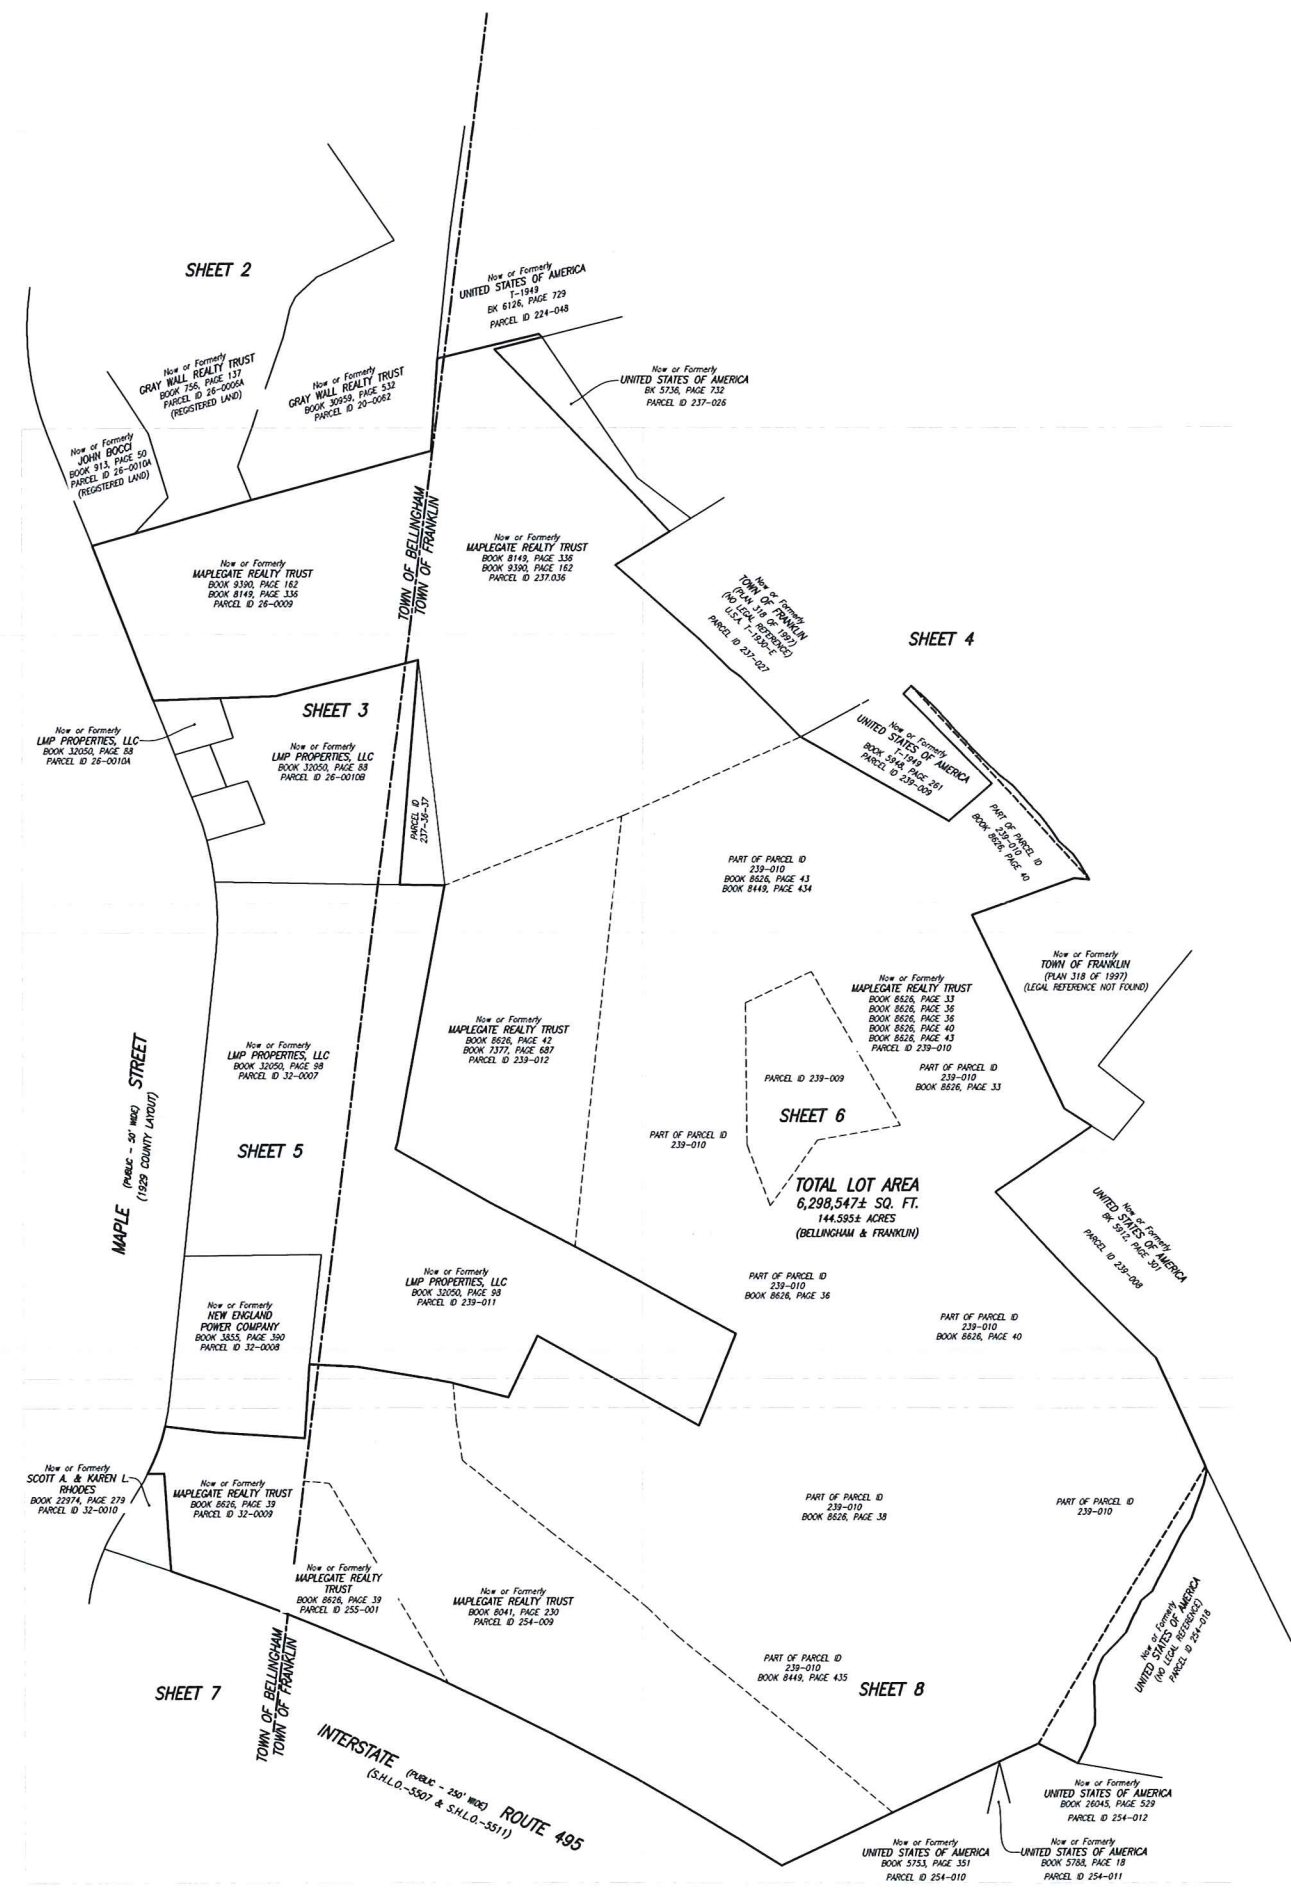 SHEET 2
Now or Formerly
UNITED STATES OF AMERICA
T-1949
BK 6126, PAGE 729
PARCEL ID 224-048
Now or Formerly
GRAY WALL REALTY TRUST
BOOK 756, PAGE 137
PARCEL ID 26-0006A
(REGISTERED LAND)
Now or Formerly
GRAY WALL REALTY TRUST
BOOK 30959, PAGE 532
PARCEL ID 20-0062
Now or Formerly
UNITED STATES OF AMERICA
BK 5736, PAGE 732
PARCEL ID 237-026
Now or Formerly
JOHN BOCCI
BOOK 913, PAGE 50
PARCEL ID 26-0010A
(REGISTERED LAND)
TOWN OF BELLINGHAM
TOWN OF FRANKLIN
Now or Formerly
MAPLEGATE REALTY TRUST
BOOK 9390, PAGE 162
BOOK 8149, PAGE 336
PARCEL ID 26-0009
Now or Formerly
MAPLEGATE REALTY TRUST
BOOK 8149, PAGE 336
BOOK 9390, PAGE 162
PARCEL ID 237.036
Now or Formerly
TOWN OF FRANKLIN
(PLAN 318 OF 1997)
(NO LEGAL REFERENCE)
U.S.A. T-1930-E
PARCEL ID 237-027
SHEET 4
SHEET 3
Now or Formerly
LMP PROPERTIES, LLC
BOOK 32050, PAGE 88
PARCEL ID 26-0010A
Now or Formerly
LMP PROPERTIES, LLC
BOOK 32050, PAGE 88
PARCEL ID 26-0010B
PARCEL ID
237-36-37
Now or Formerly
UNITED STATES OF AMERICA
T-1949
BOOK 5948, PAGE 261
PARCEL ID 239-009
PART OF PARCEL ID
239-010
BOOK 8626, PAGE 40
PART OF PARCEL ID
239-010
BOOK 8626, PAGE 43
BOOK 8449, PAGE 434
Now or Formerly
TOWN OF FRANKLIN
(PLAN 318 OF 1997)
(LEGAL REFERENCE NOT FOUND)
Now or Formerly
MAPLEGATE REALTY TRUST
BOOK 8626, PAGE 33
BOOK 8626, PAGE 36
BOOK 8626, PAGE 36
BOOK 8626, PAGE 40
BOOK 8626, PAGE 43
PARCEL ID 239-010
Now or Formerly
MAPLEGATE REALTY TRUST
BOOK 8626, PAGE 42
BOOK 7377, PAGE 687
PARCEL ID 239-012
Now or Formerly
LMP PROPERTIES, LLC
BOOK 32050, PAGE 98
PARCEL ID 32-0007
MAPLE (PUBLIC - 50' WIDE) STREET
(1929 COUNTY LAYOUT)
PARCEL ID 239-009
PART OF PARCEL ID
239-010
BOOK 8626, PAGE 33
SHEET 6
PART OF PARCEL ID
239-010
SHEET 5
TOTAL LOT AREA
6,298,547± SQ. FT.
144.595± ACRES
(BELLINGHAM & FRANKLIN)
Now or Formerly
UNITED STATES OF AMERICA
BK 5912, PAGE 301
PARCEL ID 239-008
Now or Formerly
LMP PROPERTIES, LLC
BOOK 32050, PAGE 98
PARCEL ID 239-011
PART OF PARCEL ID
239-010
BOOK 8626, PAGE 36
Now or Formerly
NEW ENGLAND
POWER COMPANY
BOOK 3855, PAGE 390
PARCEL ID 32-0008
PART OF PARCEL ID
239-010
BOOK 8626, PAGE 40
Now or Formerly
SCOTT A. & KAREN L.
RHODES
BOOK 22974, PAGE 279
PARCEL ID 32-0010
Now or Formerly
MAPLEGATE REALTY TRUST
BOOK 8626, PAGE 39
PARCEL ID 32-0009
PART OF PARCEL ID
239-010
BOOK 8626, PAGE 38
PART OF PARCEL ID
239-010
Now or Formerly
MAPLEGATE REALTY
TRUST
BOOK 8626, PAGE 39
PARCEL ID 255-001
Now or Formerly
MAPLEGATE REALTY TRUST
BOOK 8041, PAGE 230
PARCEL ID 254-009
Now or Formerly
UNITED STATES OF AMERICA
(NO LEGAL REFERENCE)
PARCEL ID 254-018
TOWN OF BELLINGHAM
TOWN OF FRANKLIN
PART OF PARCEL ID
239-010
BOOK 8449, PAGE 435
SHEET 7
SHEET 8
INTERSTATE (PUBLIC - 250' WIDE) ROUTE 495
(S.H.L.O.-5507 & S.H.L.O.-5511)
Now or Formerly
UNITED STATES OF AMERICA
BOOK 26045, PAGE 529
PARCEL ID 254-012
Now or Formerly
UNITED STATES OF AMERICA
BOOK 5753, PAGE 351
PARCEL ID 254-010
Now or Formerly
UNITED STATES OF AMERICA
BOOK 5788, PAGE 18
PARCEL ID 254-011